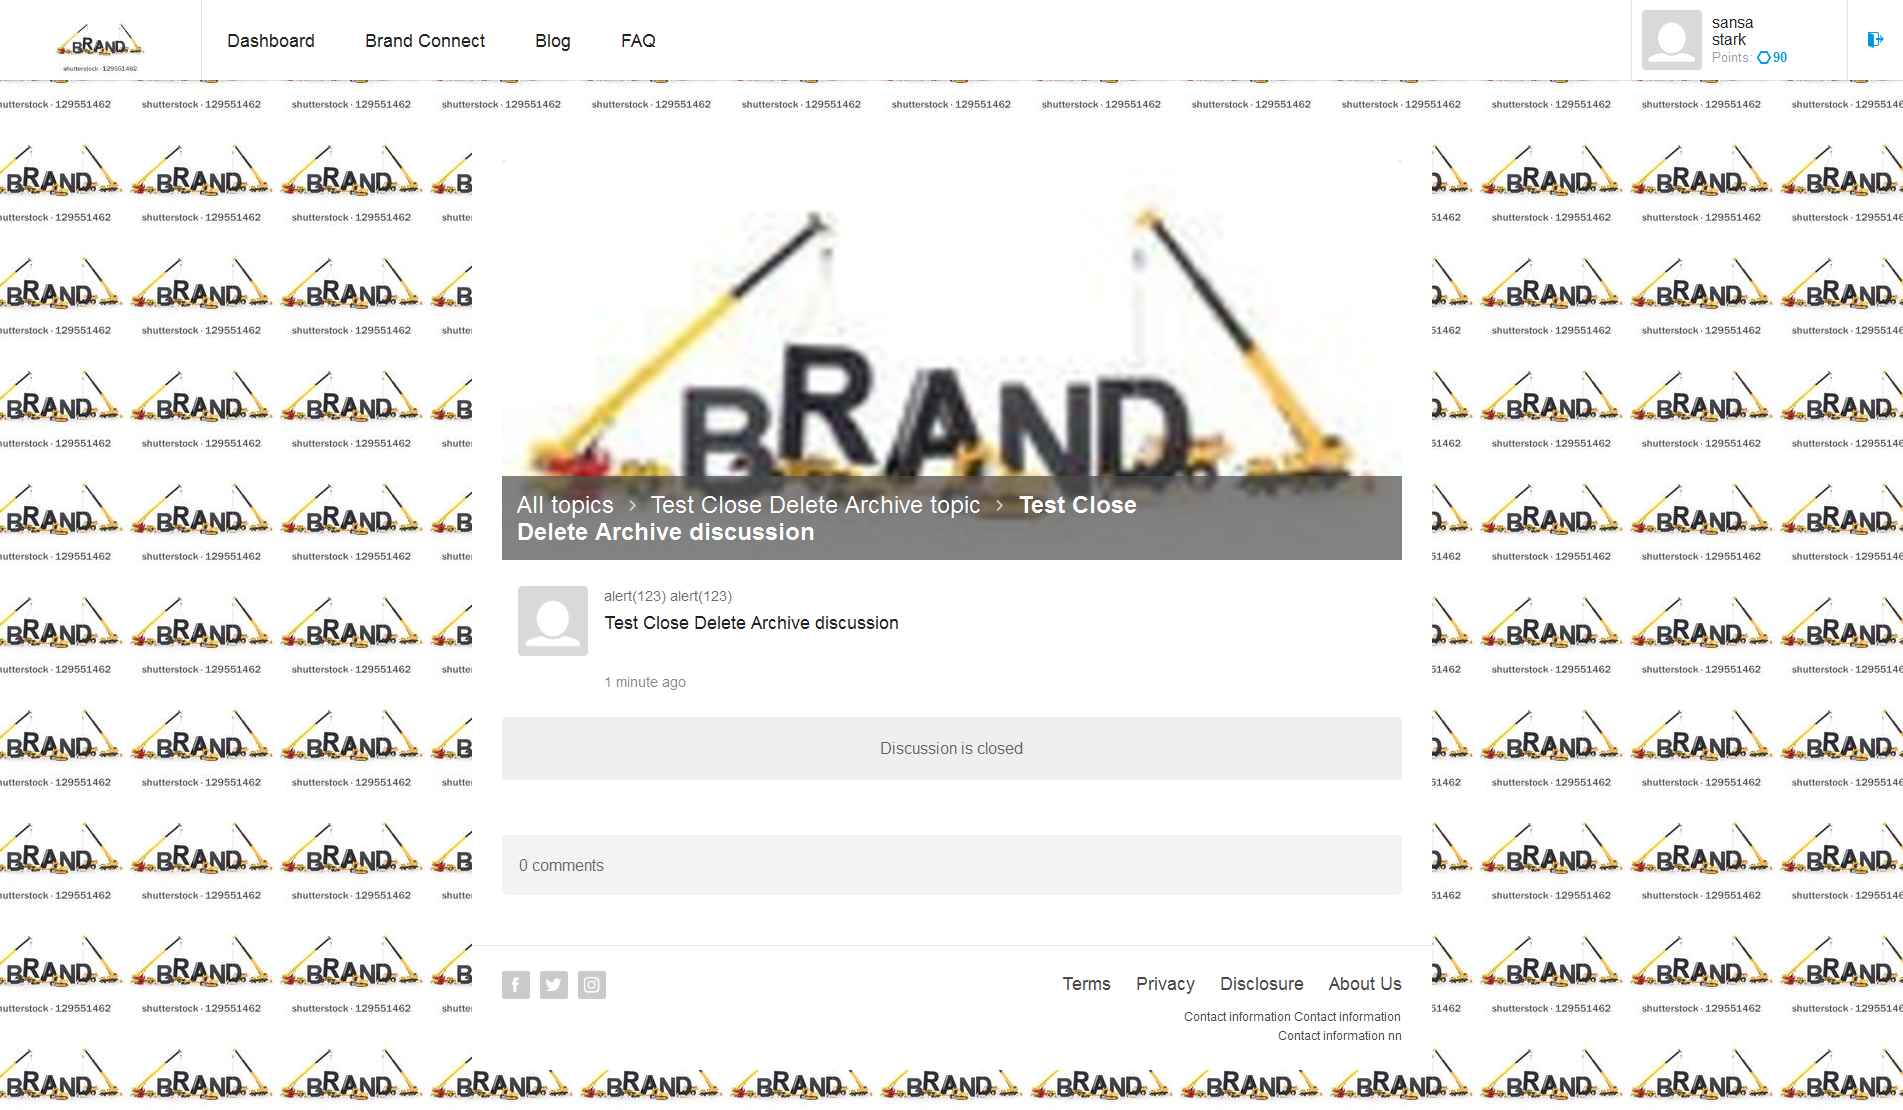 BRAND
shutterstock · 129551462
Dashboard
Brand Connect
Blog
FAQ
sansa
stark
Points: 90
BRAND
All topics > Test Close Delete Archive topic > Test Close
Delete Archive discussion
alert(123) alert(123)
Test Close Delete Archive discussion
1 minute ago
Discussion is closed
0 comments
Terms
Privacy
Disclosure
About Us
Contact information Contact information
Contact information nn